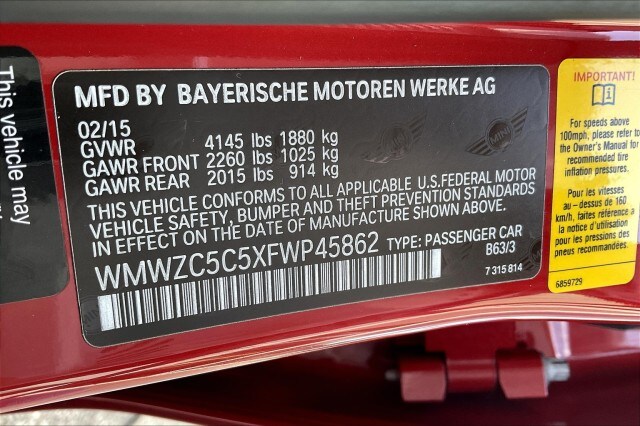 This vehicle may
MFD BY BAYERISCHE MOTOREN WERKE AG
02/15
GVWR 4145 lbs 1880 kg
GAWR FRONT 2260 lbs 1025 kg
GAWR REAR 2015 lbs 914 kg
THIS VEHICLE CONFORMS TO ALL APPLICABLE U.S.FEDERAL MOTOR
VEHICLE SAFETY, BUMPER AND THEFT PREVENTION STANDARDS
IN EFFECT ON THE DATE OF MANUFACTURE SHOWN ABOVE.
WMWZC5C5XFWP45862 TYPE: PASSENGER CAR
B63/3
7 315 814
MINI
IMPORTANT!
For speeds above
100mph, please refer to
the Owner's Manual for
recommended tire
inflation pressures.
Pour les vitesses
au-dessus de 160
km/h, faites référence à
la notice d'utilisation
pour les pressions du
pneu recommandées.
6859729